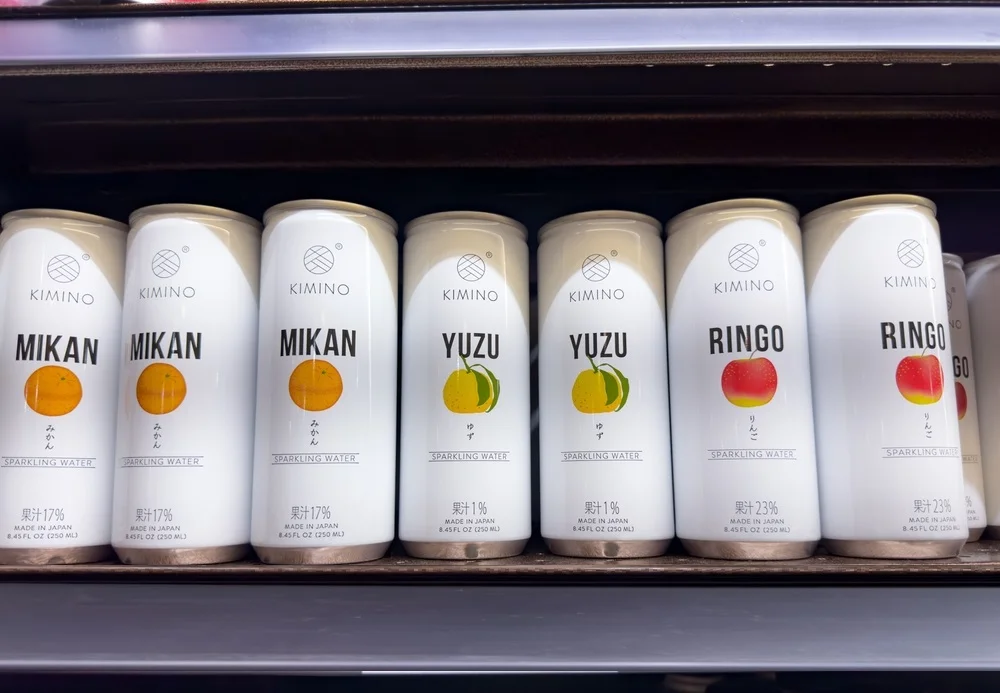 KIMINO
MIKAN
みかん
SPARKLING WATER
果汁17%
MADE IN JAPAN
8.45 FL OZ (250 ML)
KIMINO
MIKAN
みかん
SPARKLING WATER
果汁17%
MADE IN JAPAN
8.45 FL OZ (250 ML)
KIMINO
MIKAN
みかん
SPARKLING WATER
果汁17%
MADE IN JAPAN
8.45 FL OZ (250 ML)
KIMINO
YUZU
ゆず
SPARKLING WATER
果汁1%
MADE IN JAPAN
8.45 FL OZ (250 ML)
KIMINO
YUZU
ゆず
SPARKLING WATER
果汁1%
MADE IN JAPAN
8.45 FL OZ (250 ML)
KIMINO
RINGO
りんご
SPARKLING WATER
果汁23%
MADE IN JAPAN
8.45 FL OZ (250 ML)
KIMINO
RINGO
りんご
SPARKLING WATER
果汁23%
MADE IN JAPAN
8.45 FL OZ (250 ML)
NO
GO